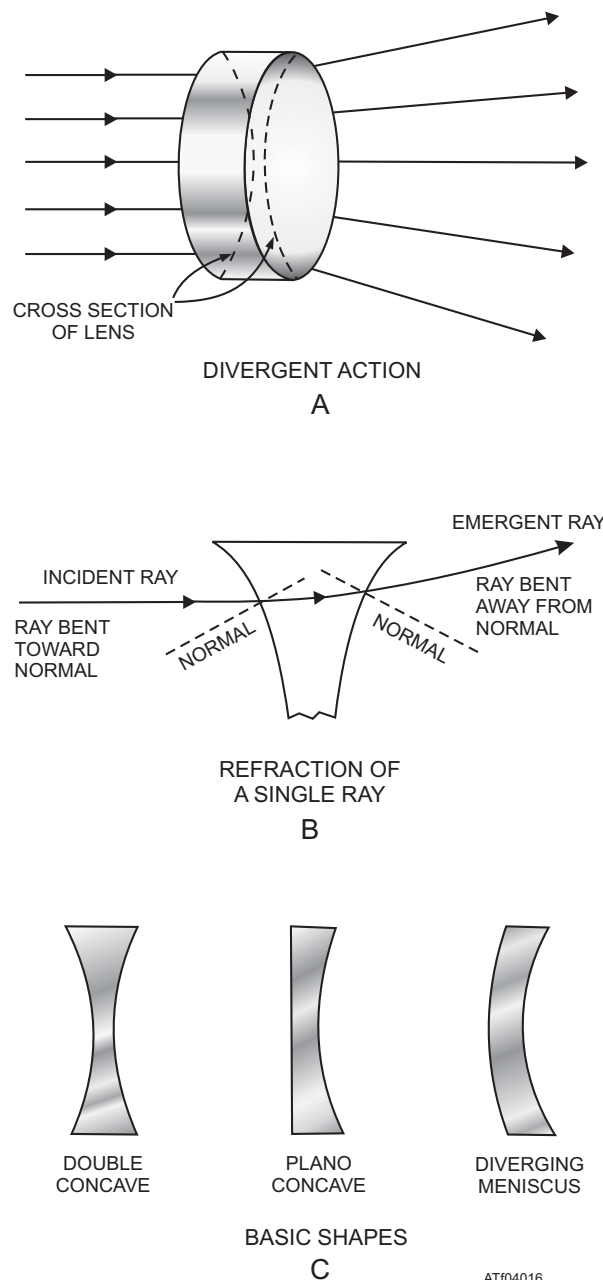 CROSS SECTION
OF LENS
DIVERGENT ACTION
A
EMERGENT RAY
INCIDENT RAY
RAY BENT
TOWARD
NORMAL
NORMAL
NORMAL
RAY BENT
AWAY FROM
NORMAL
REFRACTION OF
A SINGLE RAY
B
DOUBLE
CONCAVE
PLANO
CONCAVE
DIVERGING
MENISCUS
BASIC SHAPES
C
ATf04016